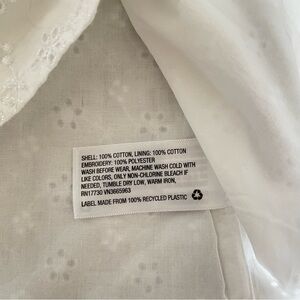 SHELL: 100% COTTON, LINING: 100% COTTON
EMBROIDERY: 100% POLYESTER
WASH BEFORE WEAR, MACHINE WASH COLD WITH
LIKE COLORS, ONLY NON-CHLORINE BLEACH IF
NEEDED, TUMBLE DRY LOW, WARM IRON,
RN17730 VN3665963
LABEL MADE FROM 100% RECYCLED PLASTIC